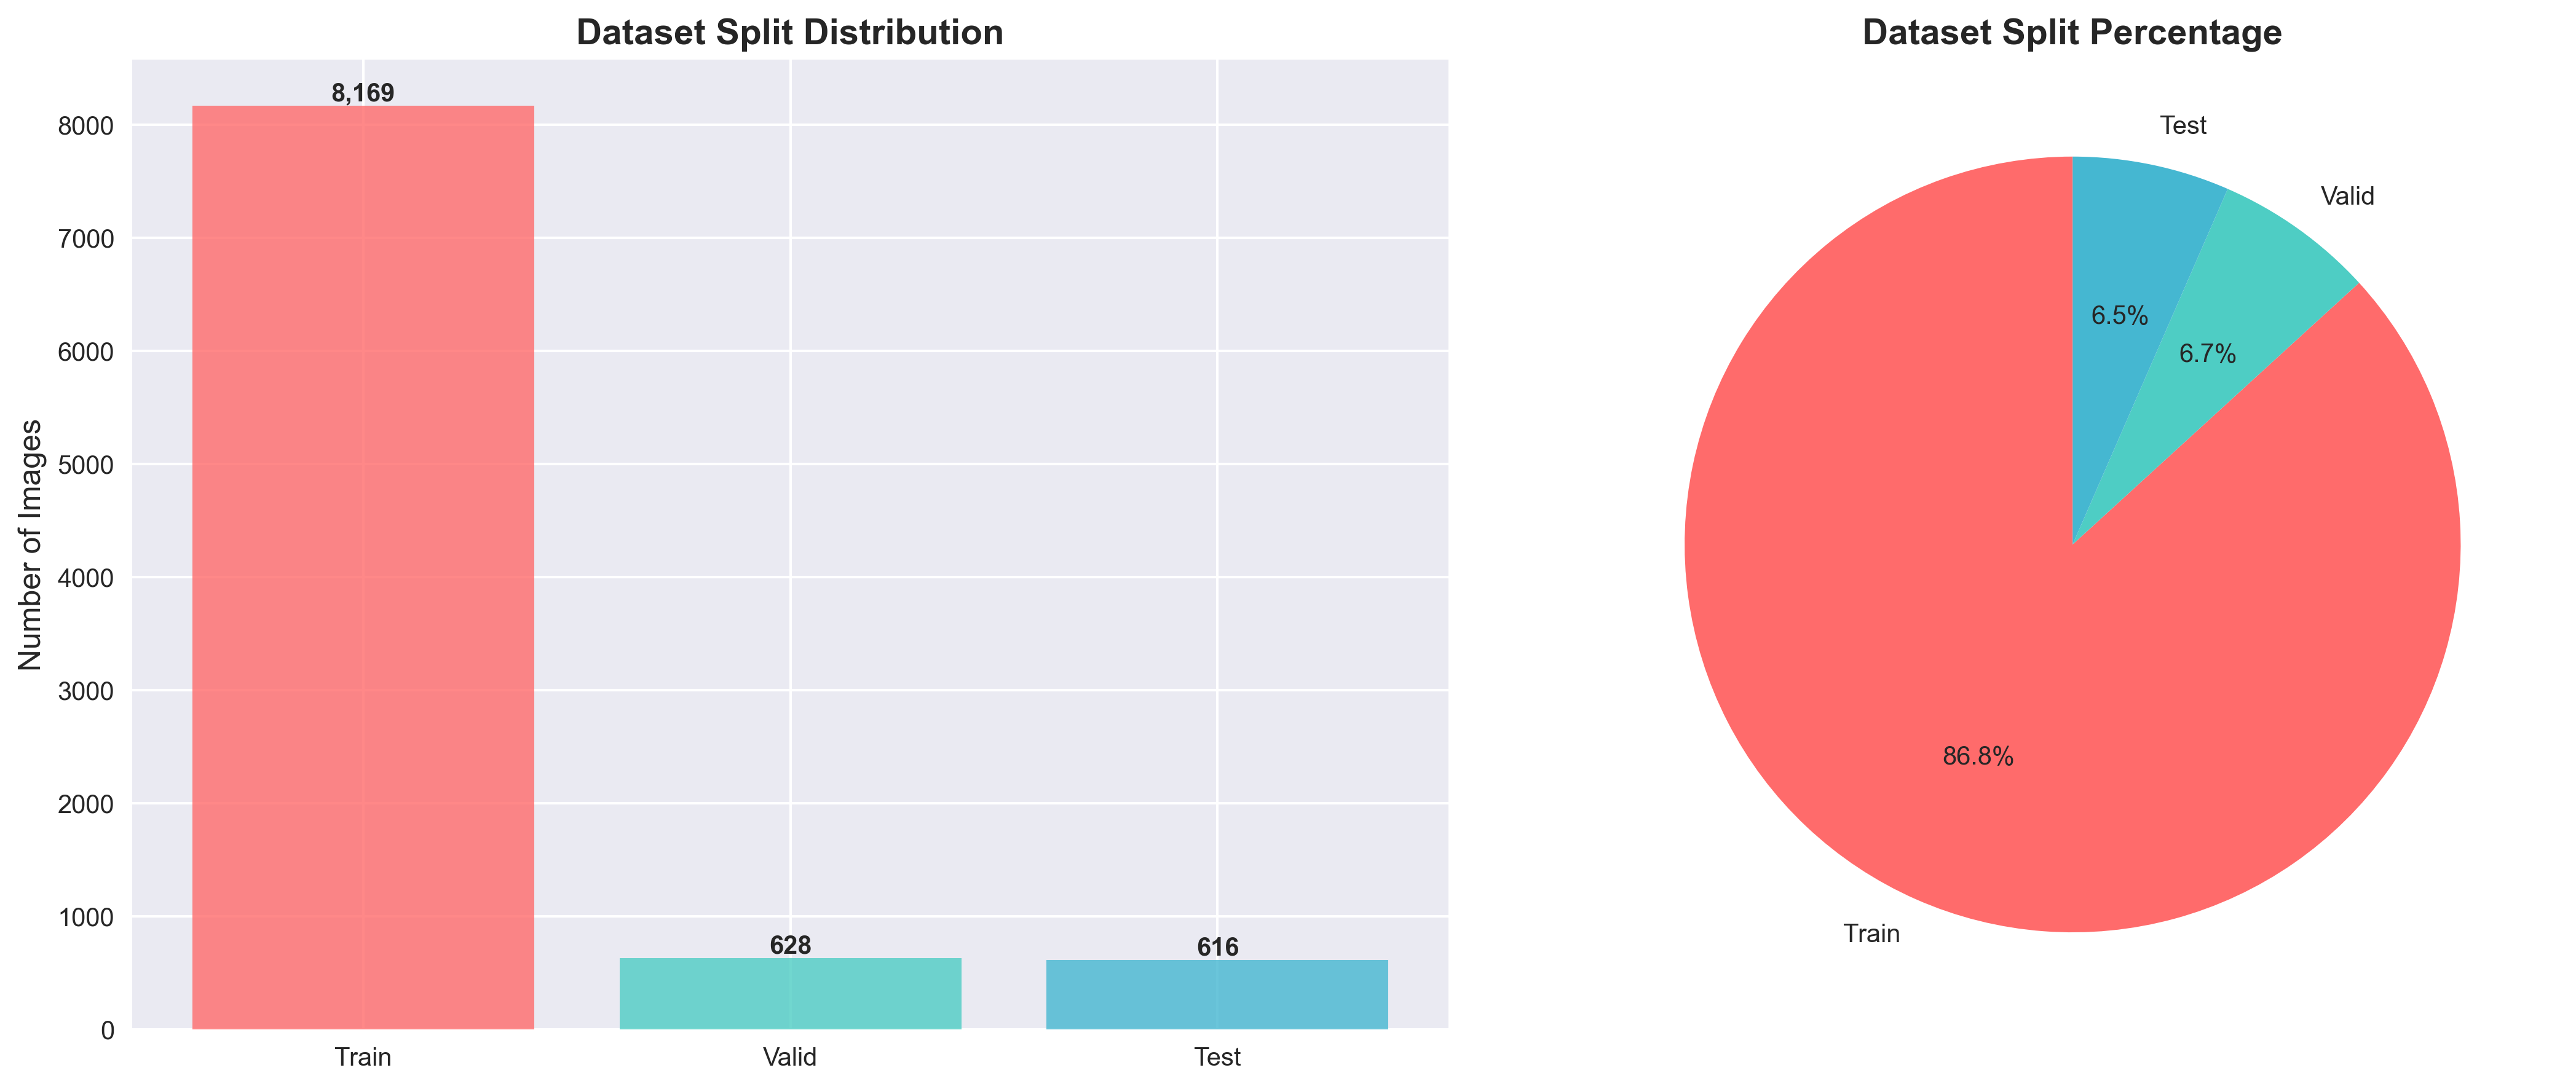 Dataset Split Distribution
8,169
8000
7000
6000
5000
4000
3000
2000
1000
0
Number of Images
628
616
Train
Valid
Test
Dataset Split Percentage
Test
Valid
6.5%
6.7%
86.8%
Train